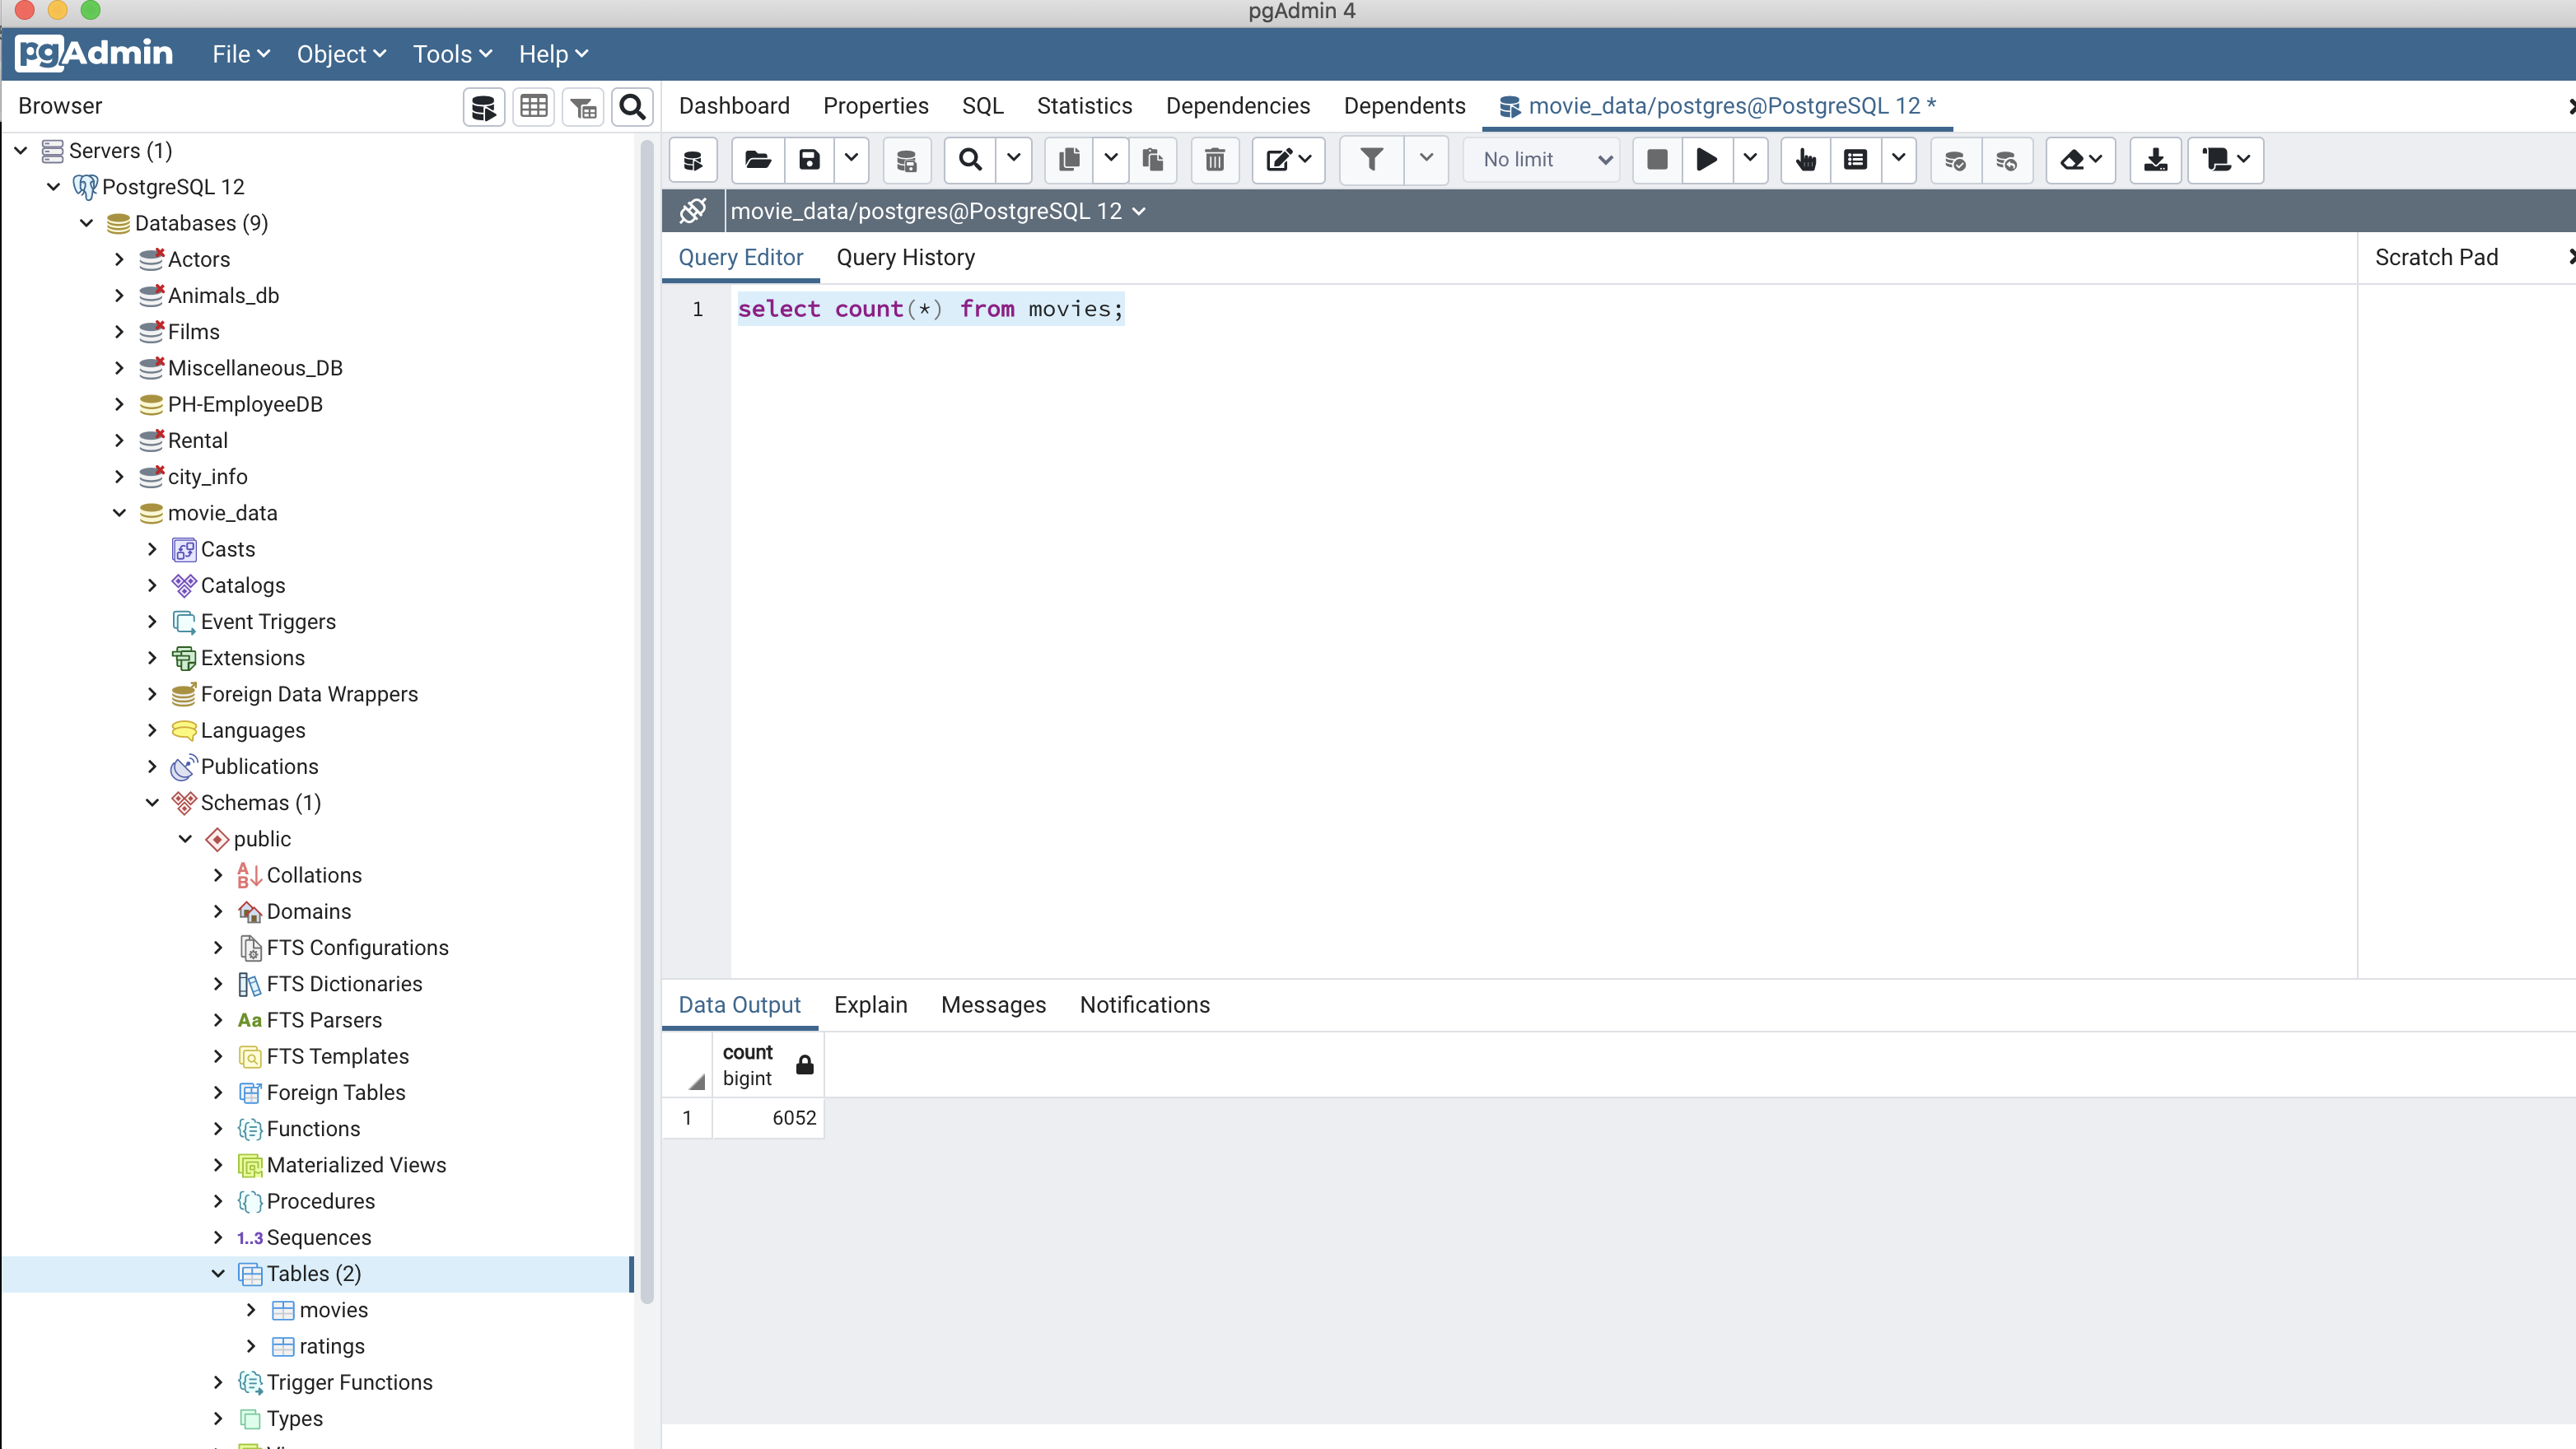 pgAdmin 4
pgAdmin File Object Tools Help
Browser
Dashboard Properties SQL Statistics Dependencies Dependents movie_data/postgres@PostgreSQL 12 *
No limit
movie_data/postgres@PostgreSQL 12
Query Editor Query History
Scratch Pad
1 select count(*) from movies;
Servers (1)
PostgreSQL 12
Databases (9)
Actors
Animals_db
Films
Miscellaneous_DB
PH-EmployeeDB
Rental
city_info
movie_data
Casts
Catalogs
Event Triggers
Extensions
Foreign Data Wrappers
Languages
Publications
Schemas (1)
public
Collations
Domains
FTS Configurations
FTS Dictionaries
Aa FTS Parsers
FTS Templates
Foreign Tables
Functions
Materialized Views
Procedures
1..3 Sequences
Tables (2)
movies
ratings
Trigger Functions
Types
Data Output Explain Messages Notifications
count
bigint
1 6052